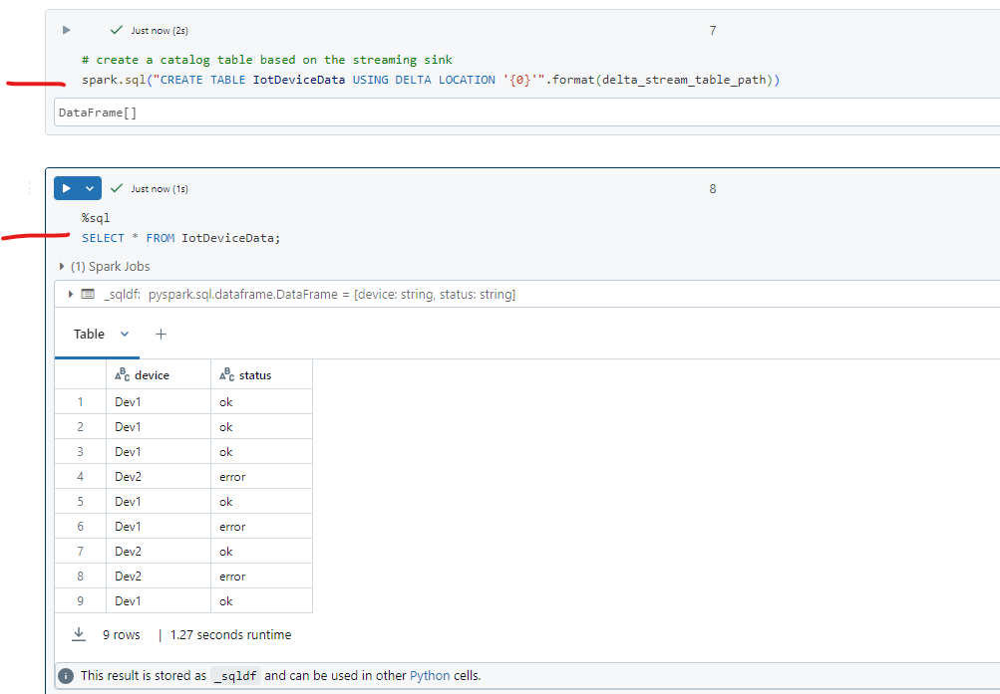 Just now (2s)
7
# create a catalog table based on the streaming sink
spark.sql("CREATE TABLE IotDeviceData USING DELTA LOCATION '{0}'".format(delta_stream_table_path))
DataFrame[]
Just now (1s)
8
%sql
SELECT * FROM IotDeviceData;
(1) Spark Jobs
_sqldf: pyspark.sql.dataframe.DataFrame = [device: string, status: string]
Table +
ABC device ABC status
1 Dev1 ok
2 Dev1 ok
3 Dev1 ok
4 Dev2 error
5 Dev1 ok
6 Dev1 error
7 Dev2 ok
8 Dev2 error
9 Dev1 ok
9 rows | 1.27 seconds runtime
This result is stored as _sqldf and can be used in other Python cells.